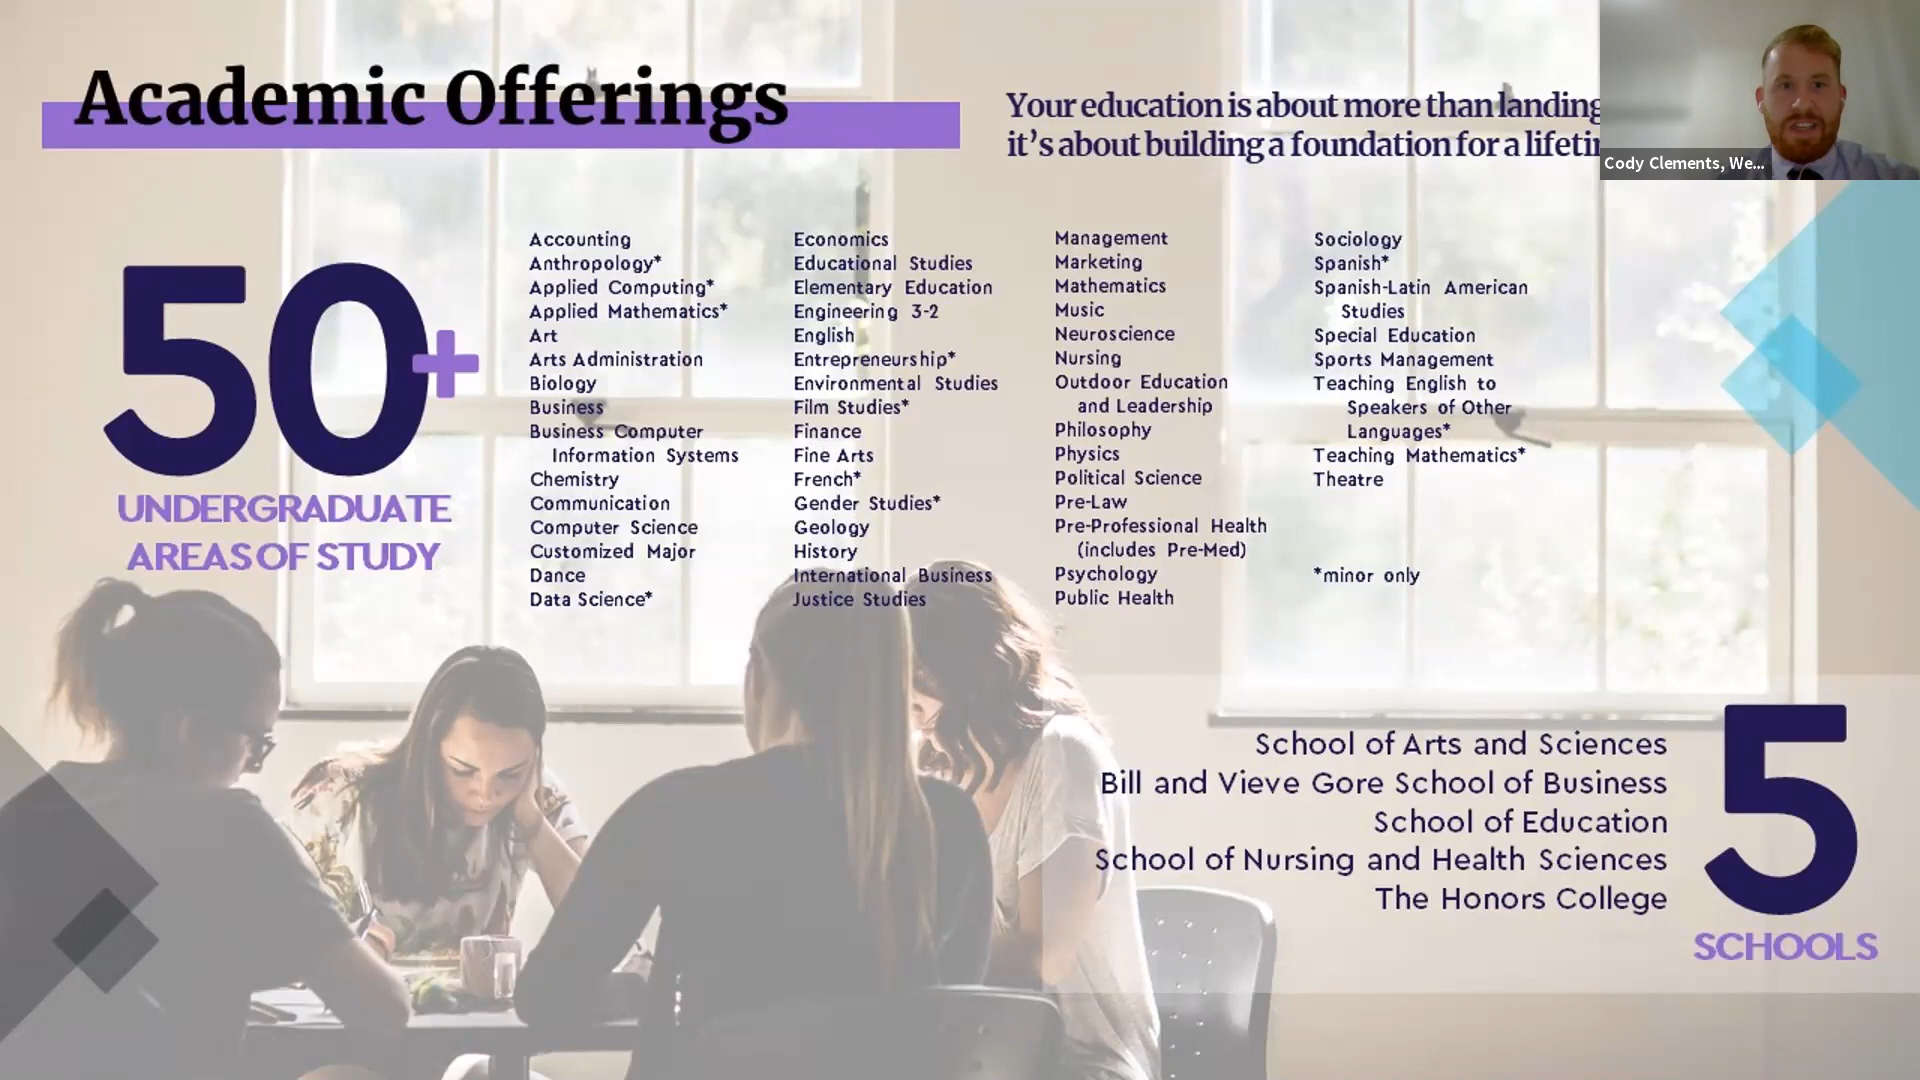 Academic Offerings
Your education is about more than landing
it's about building a foundation for a
Cody Clements, We...
50+
UNDERGRADUATE
AREAS OF STUDY
Accounting
Anthropology*
Applied Computing*
Applied Mathematics*
Art
Arts Administration
Biology
Business
Business Computer
Information Systems
Chemistry
Communication
Computer Science
Customized Major
Dance
Data Science*
Economics
Educational Studies
Elementary Education
Engineering 3-2
English
Entrepreneurship*
Environmental Studies
Film Studies*
Finance
Fine Arts
French*
Gender Studies*
Geology
History
International Business
Justice Studies
Management
Marketing
Mathematics
Music
Neuroscience
Nursing
Outdoor Education
and Leadership
Philosophy
Physics
Political Science
Pre-Law
Pre-Professional Health
(includes Pre-Med)
Psychology
Public Health
Sociology
Spanish*
Spanish-Latin American
Studies
Special Education
Sports Management
Teaching English to
Speakers of Other
Languages*
Teaching Mathematics*
Theatre
*minor only
School of Arts and Sciences
Bill and Vieve Gore School of Business
School of Education
School of Nursing and Health Sciences
The Honors College
5
SCHOOLS